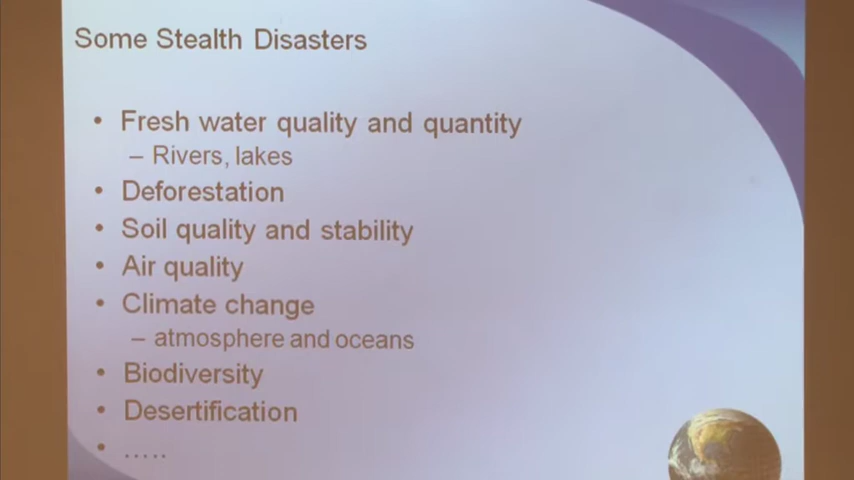 Some Stealth Disasters
• Fresh water quality and quantity
– Rivers, lakes
• Deforestation
• Soil quality and stability
• Air quality
• Climate change
– atmosphere and oceans
• Biodiversity
• Desertification
• .....